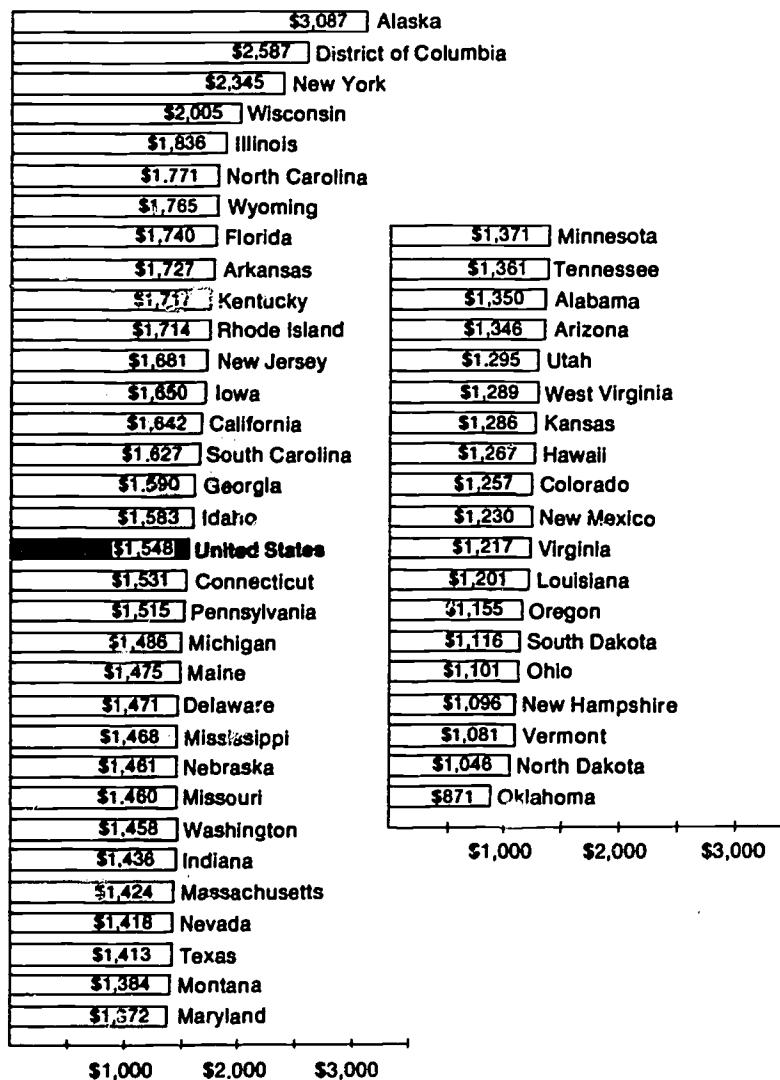 $3,087 Alaska
$2,587 District of Columbia
$2,345 New York
$2,005 Wisconsin
$1,836 Illinois
$1.771 North Carolina
$1,765 Wyoming
$1,740 Florida
$1,727 Arkansas
$1,717 Kentucky
$1,714 Rhode Island
$1,681 New Jersey
$1,650 Iowa
$1,642 California
$1.627 South Carolina
$1.590 Georgia
$1,583 Idaho
$1,548 United States
$1,531 Connecticut
$1,515 Pennsylvania
$1,486 Michigan
$1,475 Maine
$1,471 Delaware
$1,468 Mississippi
$1,461 Nebraska
$1.460 Missouri
$1,458 Washington
$1,436 Indiana
$1,424 Massachusetts
$1,418 Nevada
$1,413 Texas
$1,384 Montana
$1,372 Maryland
$1,000 $2,000 $3,000
$1,371 Minnesota
$1,361 Tennessee
$1,350 Alabama
$1,346 Arizona
$1.295 Utah
$1,289 West Virginia
$1,286 Kansas
$1,267 Hawaii
$1,257 Colorado
$1,230 New Mexico
$1,217 Virginia
$1,201 Louisiana
$1,155 Oregon
$1,116 South Dakota
$1,101 Ohio
$1,096 New Hampshire
$1,081 Vermont
$1,046 North Dakota
$871 Oklahoma
$1,000 $2,000 $3,000